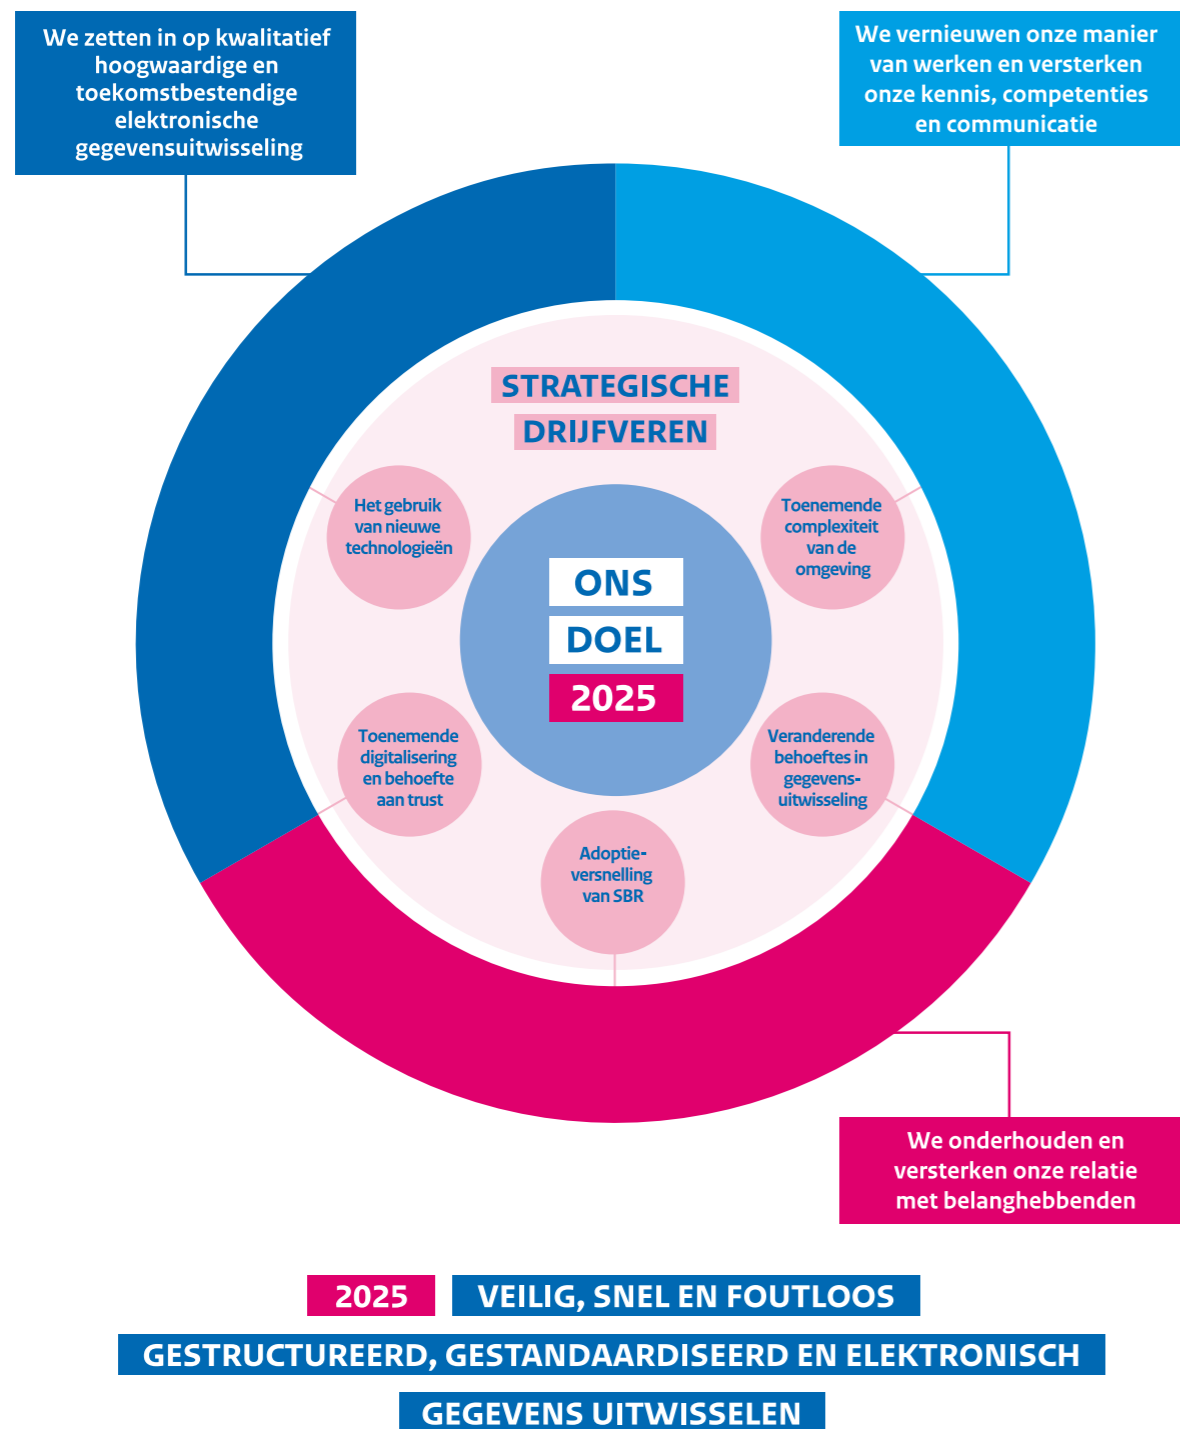 We zetten in op kwalitatief
hoogwaardige en
toekomstbestendige
elektronische
gegevensuitwisseling
We vernieuwen onze manier
van werken en versterken
onze kennis, competenties
en communicatie
STRATEGISCHE
DRIJFVEREN
Het gebruik
van nieuwe
technologieën
Toenemende
complexiteit
van de
omgeving
ONS
DOEL
2025
Toenemende
digitalisering
en behoefte
aan trust
Veranderende
behoeftes in
gegevens-
uitwisseling
Adoptie-
versnelling
van SBR
We onderhouden en
versterken onze relatie
met belanghebbenden
2025 VEILIG, SNEL EN FOUTLOOS
GESTRUCTUREERD, GESTANDAARDISEERD EN ELEKTRONISCH
GEGEVENS UITWISSELEN